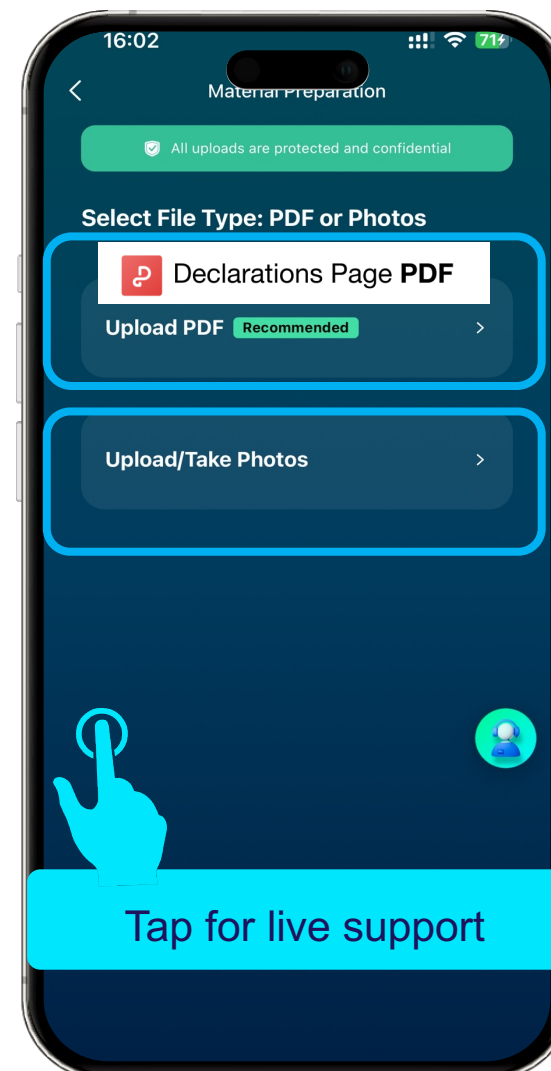 16:02
71
Material Preparation
All uploads are protected and confidential
Select File Type: PDF or Photos
Declarations Page PDF
Upload PDF Recommended
Upload/Take Photos
Tap for live support